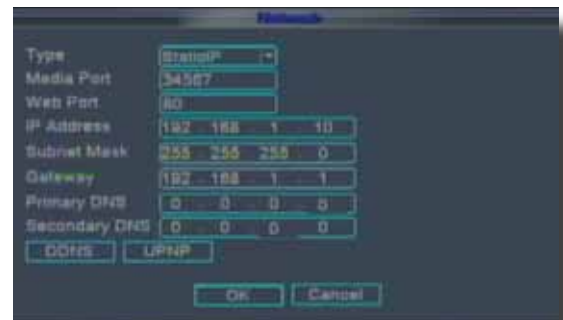 Network
Type StaticIP
Media Port 34567
Web Port 80
IP Address 192 . 168 . 1 . 10
Subnet Mask 255 . 255 . 255 . 0
Gateway 192 . 168 . 1 . 1
Primary DNS 0 . 0 . 0 . 0
Secondary DNS 0 . 0 . 0 . 0
DDNS UPNP
OK Cancel